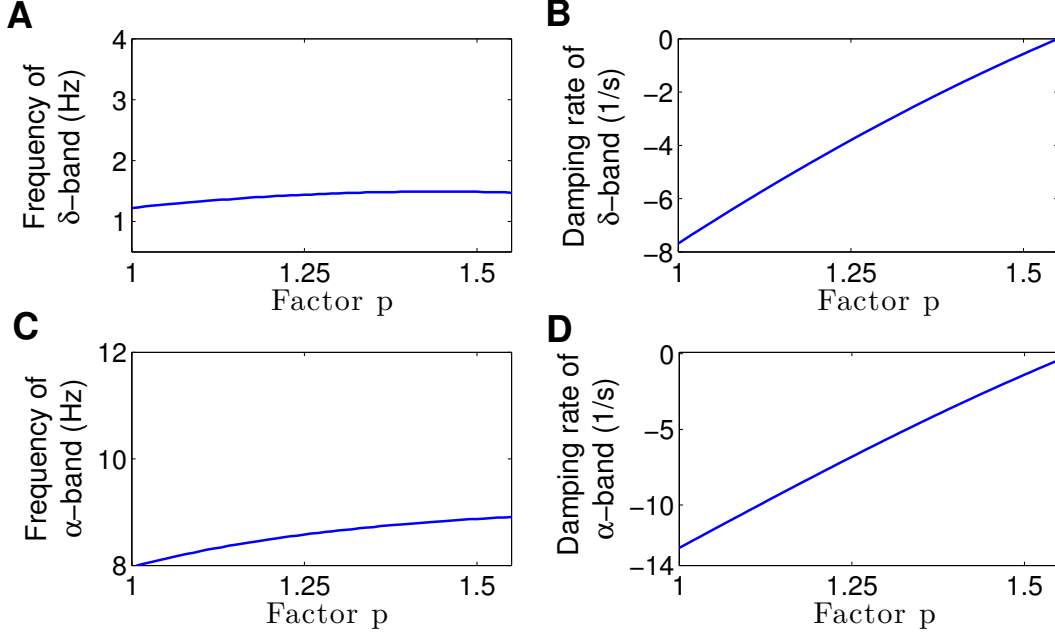 A
Frequency of
δ−band (Hz)
4
3
2
1
1
1.25
1.5
Factor p
B
Damping rate of
δ−band (1/s)
0
−2
−4
−6
−8
1
1.25
1.5
Factor p
C
Frequency of
α−band (Hz)
12
10
8
1
1.25
1.5
Factor p
D
Damping rate of
α−band (1/s)
0
−5
−10
−14
1
1.25
1.5
Factor p